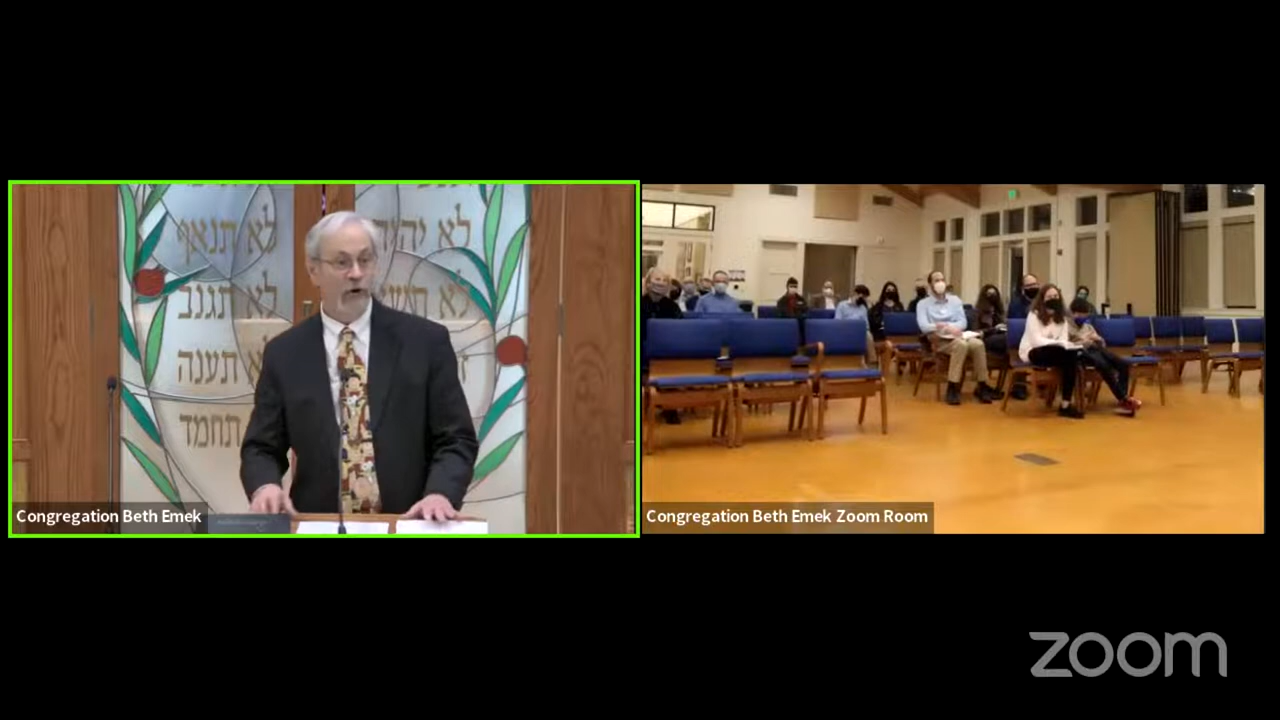 לא תנאף
לא יהיה
לא תגנב
לא תשא
לא תענה
תחמד
Congregation Beth Emek
Congregation Beth Emek Zoom Room
zoom